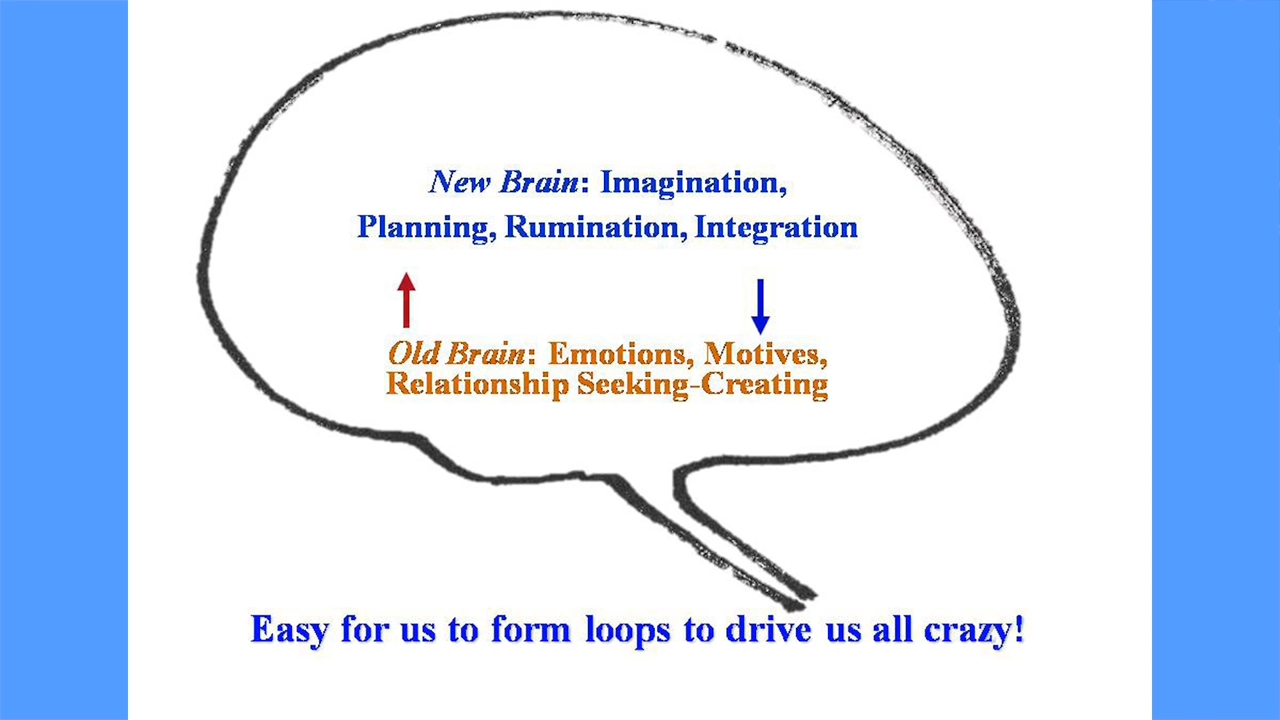 New Brain: Imagination,
Planning, Rumination, Integration
Old Brain: Emotions, Motives,
Relationship Seeking-Creating
Easy for us to form loops to drive us all crazy!